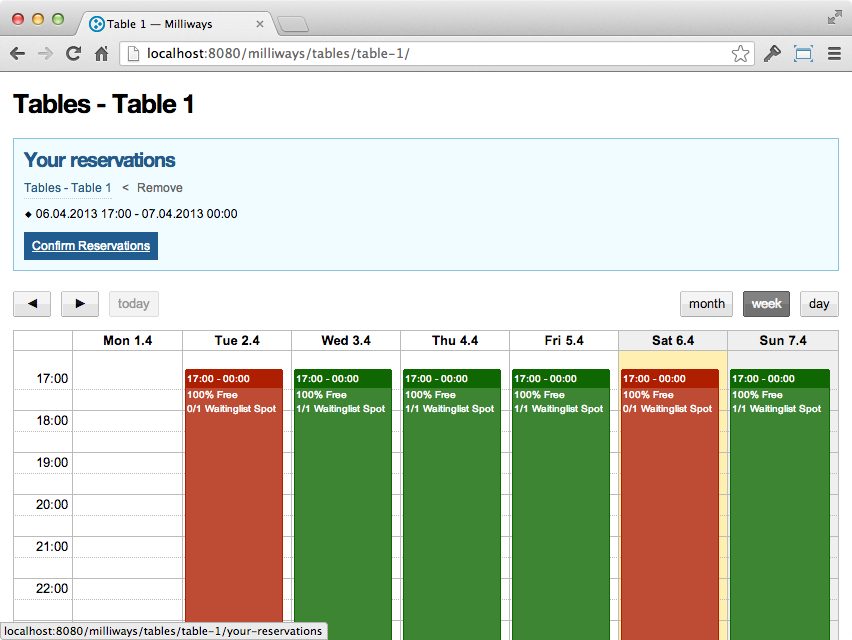 Table 1 — Milliways
localhost:8080/milliways/tables/table-1/
Tables - Table 1
Your reservations
Tables - Table 1 < Remove
06.04.2013 17:00 - 07.04.2013 00:00
Confirm Reservations
today month week day
Mon 1.4 Tue 2.4 Wed 3.4 Thu 4.4 Fri 5.4 Sat 6.4 Sun 7.4
17:00 17:00 - 00:00 17:00 - 00:00 17:00 - 00:00 17:00 - 00:00 17:00 - 00:00 17:00 - 00:00
100% Free 100% Free 100% Free 100% Free 100% Free 100% Free
0/1 Waitinglist Spot 1/1 Waitinglist Spot 1/1 Waitinglist Spot 1/1 Waitinglist Spot 0/1 Waitinglist Spot 1/1 Waitinglist Spot
18:00
19:00
20:00
21:00
22:00
localhost:8080/milliways/tables/table-1/your-reservations